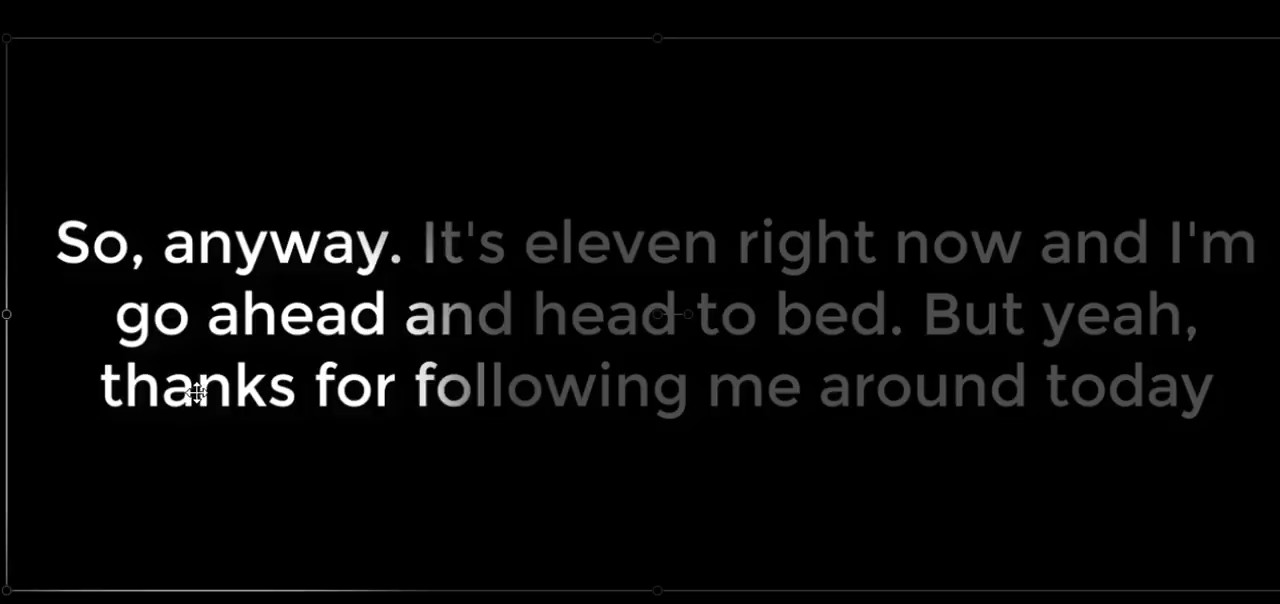 So, anyway. It's eleven right now and I'm
go ahead and head to bed. But yeah,
thanks for following me around today